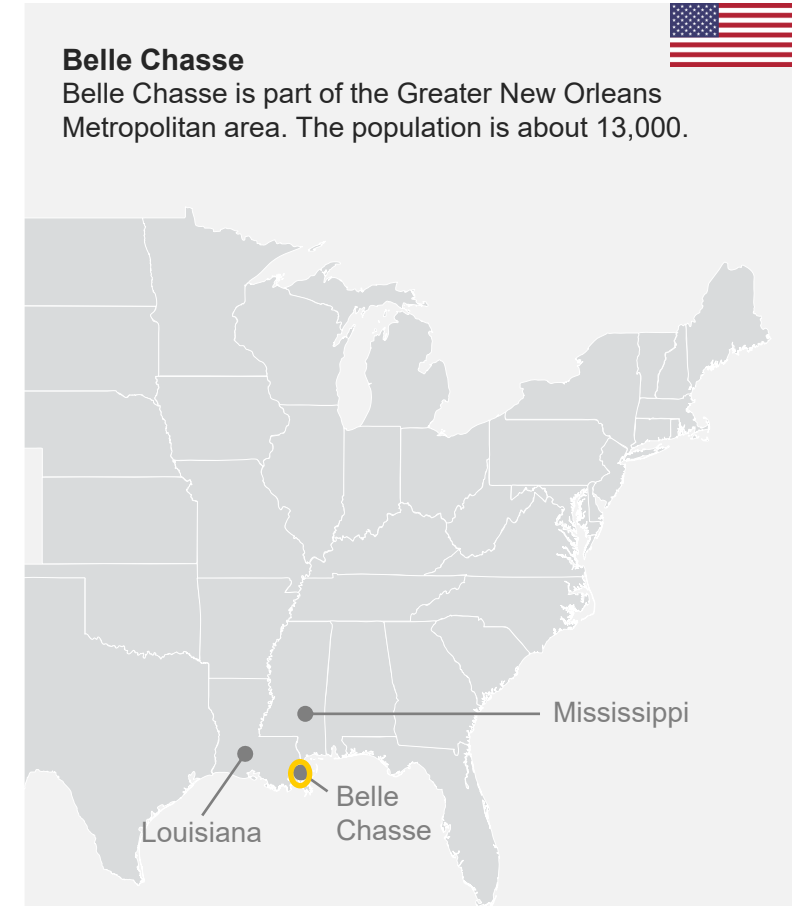 Belle Chasse
Belle Chasse is part of the Greater New Orleans
Metropolitan area. The population is about 13,000.
Mississippi
Belle
Chasse
Louisiana